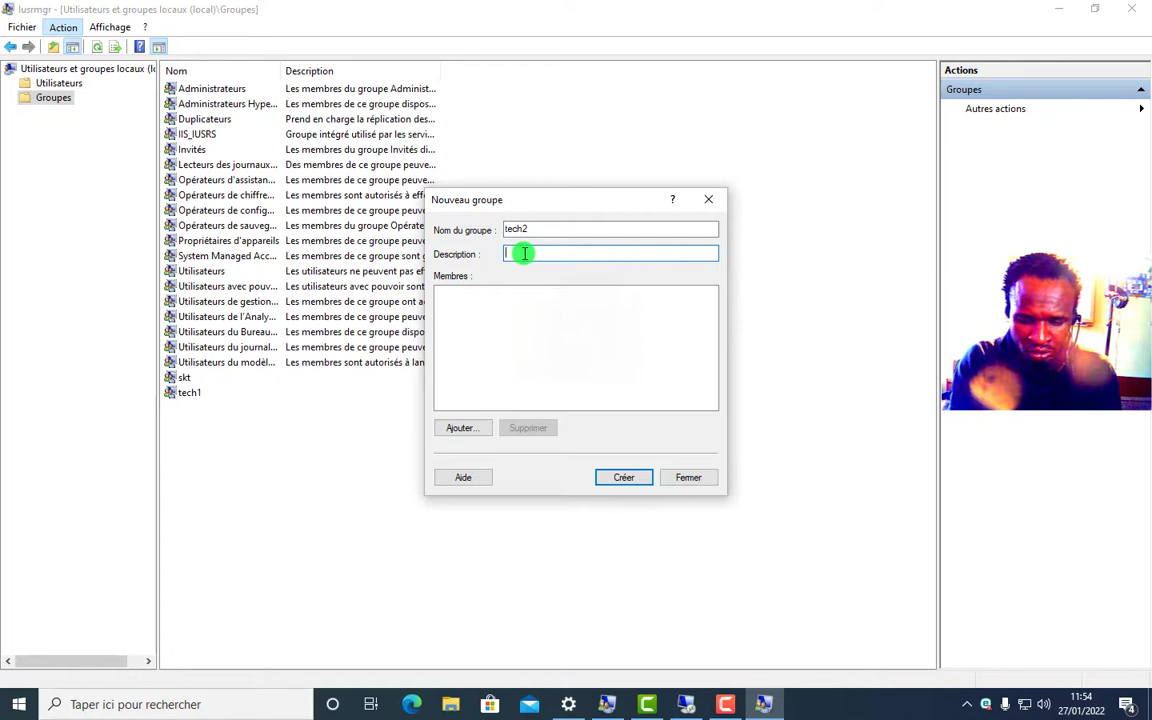 lusrmgr - [Utilisateurs et groupes locaux (local)\Groupes]
Fichier Action Affichage ?
Utilisateurs et groupes locaux (lo
Utilisateurs
Groupes
Nom Description
Administrateurs Les membres du groupe Administ...
Administrateurs Hype... Les membres de ce groupe dispos...
Duplicateurs Prend en charge la réplication des...
IIS_IUSRS Groupe intégré utilisé par les servi...
Invités Les membres du groupe Invités di...
Lecteurs des journaux... Des membres de ce groupe peuve...
Opérateurs d'assistan... Les membres de ce groupe peuve...
Opérateurs de chiffre... Les membres sont autorisés à eff
Opérateurs de config... Les membres de ce groupe peuve
Opérateurs de sauveg... Les membres du groupe Opérate
Propriétaires d'appareils Les membres de ce groupe peuve
System Managed Acc... Les membres de ce groupe sont g
Utilisateurs Les utilisateurs ne peuvent pas eff
Utilisateurs avec pouv... Les utilisateurs avec pouvoir sont
Utilisateurs de gestion... Les membres de ce groupe ont a
Utilisateurs de l'Analy... Les membres de ce groupe peuve
Utilisateurs du Bureau... Les membres de ce groupe dispo
Utilisateurs du journal... Les membres de ce groupe peuve
Utilisateurs du modèl... Les membres sont autorisés à lan
skt
tech1
Nouveau groupe ?
Nom du groupe : tech2
Description :
Membres :
Ajouter... Supprimer
Aide Créer Fermer
Actions
Groupes
Autres actions
Taper ici pour rechercher
11:54
27/01/2022
4